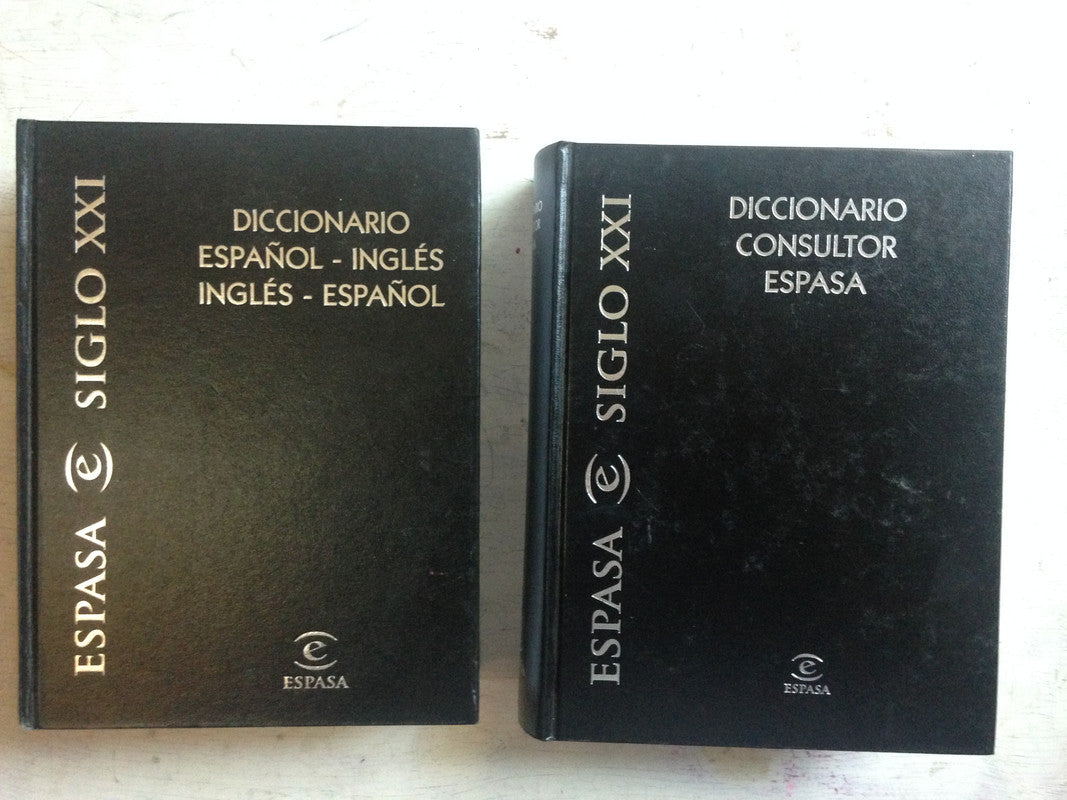 ESPASA e SIGLO XXI
DICCIONARIO
ESPAÑOL - INGLÉS
INGLÉS - ESPAÑOL
e
ESPASA
ESPASA e SIGLO XXI
DICCIONARIO
CONSULTOR
ESPASA
e
ESPASA